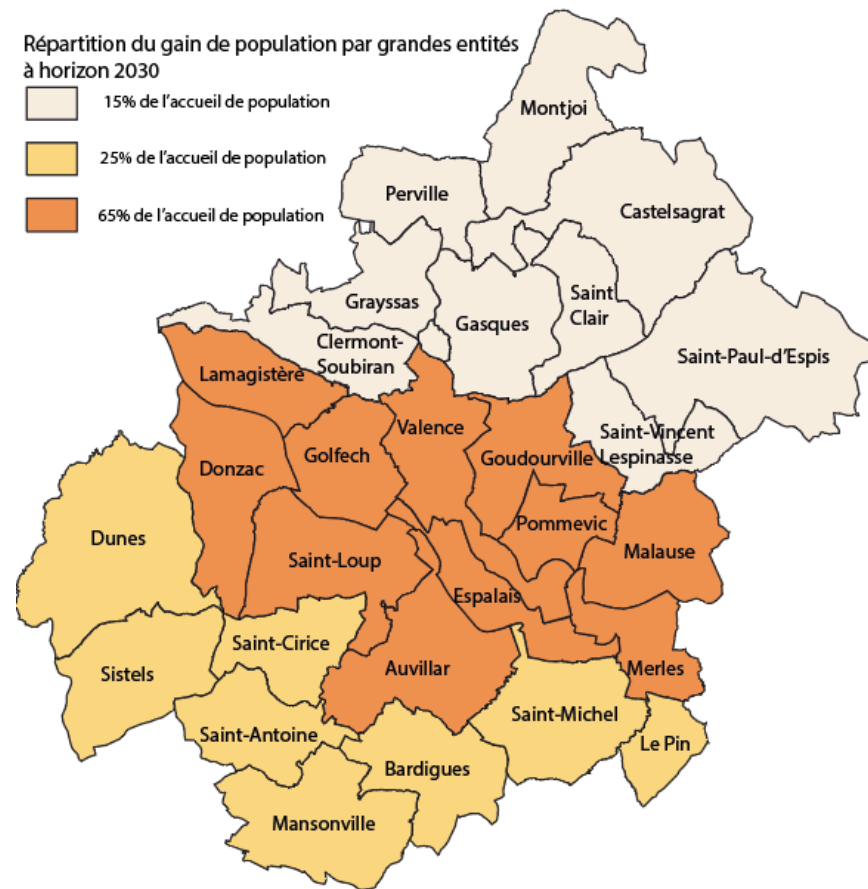 Répartition du gain de population par grandes entités
à horizon 2030
15% de l'accueil de population
25% de l'accueil de population
65% de l'accueil de population
Montjoi
Perville
Castelsagrat
Grayssas
Gasques
Saint
Clair
Clermont-
Soubiran
Saint-Paul-d'Espis
Lamagistère
Valence
Saint-Vincent
Lespinasse
Golfech
Goudourville
Donzac
Pommevic
Dunes
Malause
Saint-Loup
Espalais
Saint-Cirice
Auvillar
Merles
Sistels
Saint-Michel
Saint-Antoine
Le Pin
Bardigues
Mansonville